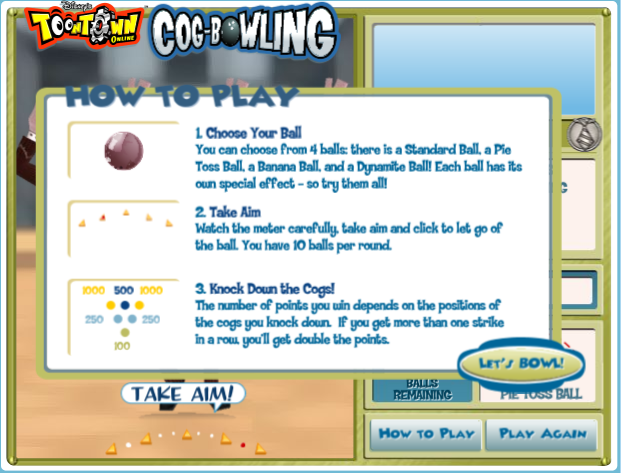 Disney's
TOONTOWN
ONLINE
COG-BOWLING
HOW TO PLAY
1. Choose Your Ball
You can choose from 4 balls: there is a Standard Ball, a Pie
Toss Ball, a Banana Ball, and a Dynamite Ball! Each ball has its
own special effect - so try them all!
2. Take Aim
Watch the meter carefully, take aim and click to let go of
the ball. You have 10 balls per round.
1000 500 1000
250 250
100
3. Knock Down the Cogs!
The number of points you win depends on the positions of
the cogs you knock down. If you get more than one strike
in a row, you'll get double the points.
LET'S BOWL!
TAKE AIM!
BALLS
REMAINING
PIE TOSS BALL
HOW TO PLAY
PLAY AGAIN